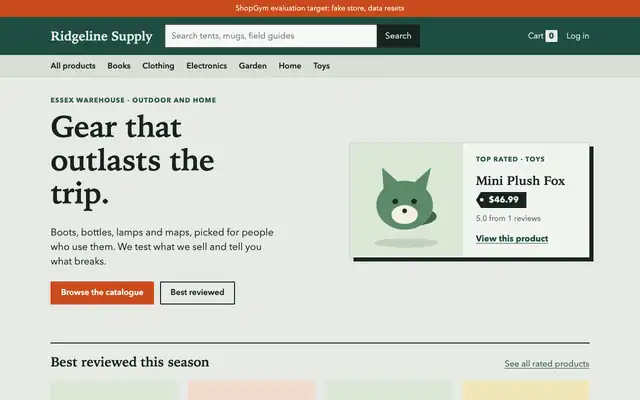 ShopGym evaluation target: fake store, data resets
Ridgeline Supply
Search tents, mugs, field guides
Search
Cart 0
Log in
All products
Books
Clothing
Electronics
Garden
Home
Toys
ESSEX WAREHOUSE - OUTDOOR AND HOME
Gear that
outlasts the
trip.
Boots, bottles, lamps and maps, picked for people
who use them. We test what we sell and tell you
what breaks.
Browse the catalogue
Best reviewed
TOP RATED · TOYS
Mini Plush Fox
$46.99
5.0 from 1 reviews
View this product
Best reviewed this season
See all rated products